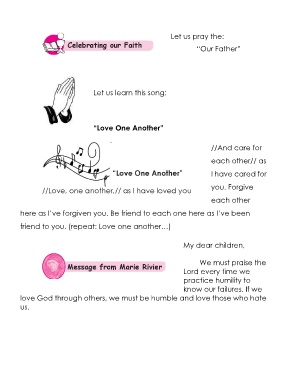 Let us pray the:
Celebrating our Faith
"Our Father"
Let us learn this song:
"Love One Another"
//And care for
each other// as
"Love One Another"
I have cared for
//Love, one another,// as I have loved you
you. Forgive
each other
here as I've forgiven you. Be friend to each one here as I've been
friend to you. (repeat: Love one another…)
My dear children,
Message from Marie Rivier
We must praise the
Lord every time we
practice humility to
know our failures. If we
love God through others, we must be humble and love those who hate
us.